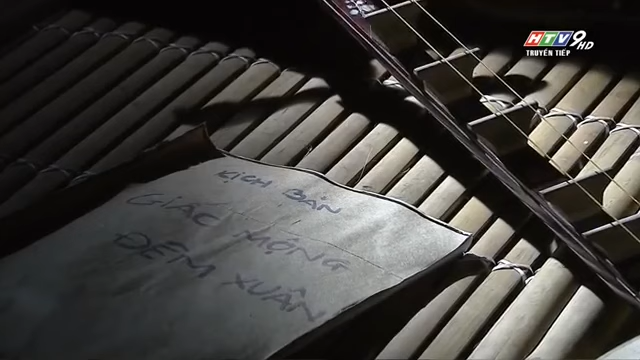 HTV9HD
TRUYỀN TIẾP
KỊCH BẢN
GIẤC MỘNG
ĐÊM XUÂN